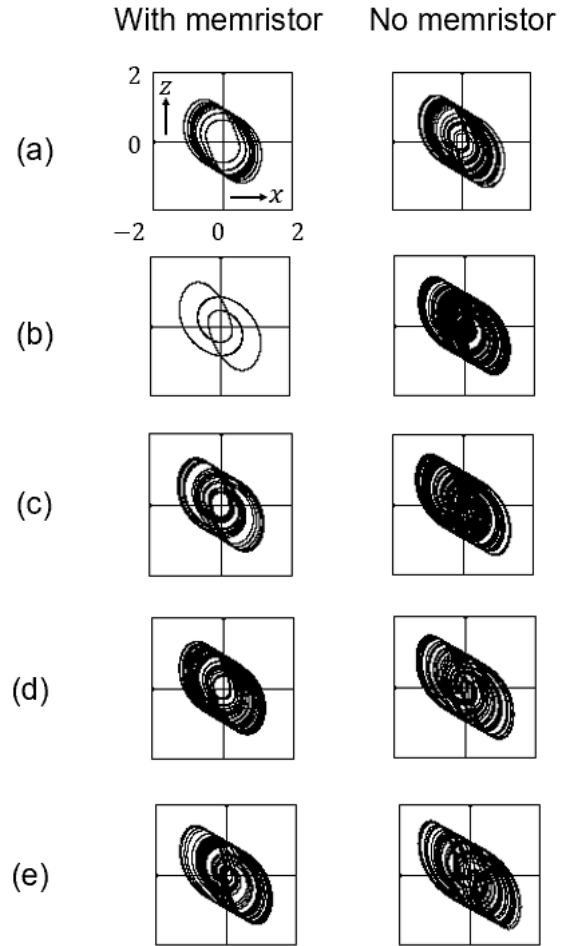 With memristor No memristor
2
z
(a)
0
x
−2 0 2
(b)
(c)
(d)
(e)